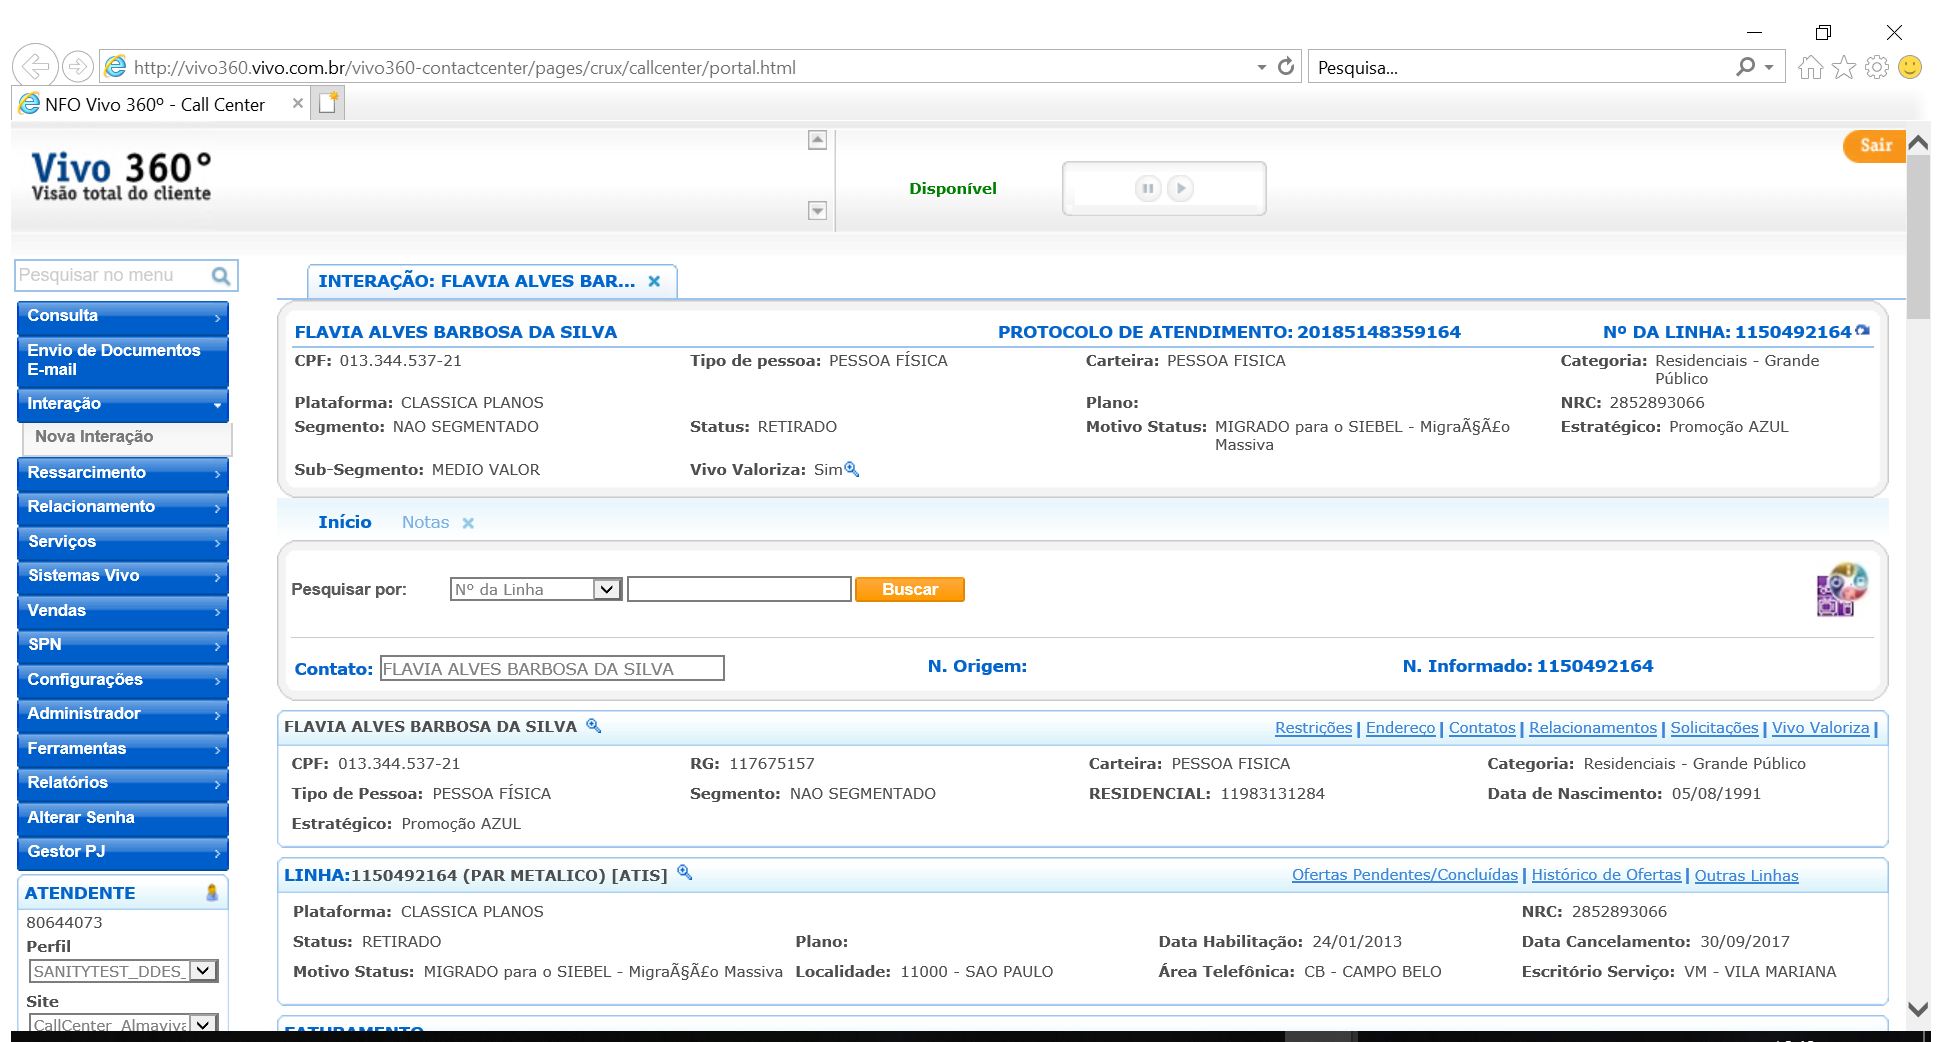 http://vivo360.vivo.com.br/vivo360-contactcenter/pages/crux/callcenter/portal.html
Pesquisa...
NFO Vivo 360º - Call Center
Vivo 360°
Visão total do cliente
Disponível
Sair
Pesquisar no menu
Consulta
Envio de Documentos
E-mail
Interação
Nova Interação
Ressarcimento
Relacionamento
Serviços
Sistemas Vivo
Vendas
SPN
Configurações
Administrador
Ferramentas
Relatórios
Alterar Senha
Gestor PJ
ATENDENTE
80644073
Perfil
SANITYTEST_DDES_
Site
CallCenter Almaviva
INTERAÇÃO: FLAVIA ALVES BAR...
FLAVIA ALVES BARBOSA DA SILVA PROTOCOLO DE ATENDIMENTO: 20185148359164 Nº DA LINHA: 1150492164
CPF: 013.344.537-21 Tipo de pessoa: PESSOA FÍSICA Carteira: PESSOA FISICA Categoria: Residenciais - Grande
Público
Plataforma: CLASSICA PLANOS Plano: NRC: 2852893066
Segmento: NAO SEGMENTADO Status: RETIRADO Motivo Status: MIGRADO para o SIEBEL - MigraÃ§Ã£o Estratégico: Promoção AZUL
Massiva
Sub-Segmento: MEDIO VALOR Vivo Valoriza: Sim
Início Notas
Pesquisar por: Nº da Linha Buscar
Contato: FLAVIA ALVES BARBOSA DA SILVA N. Origem: N. Informado: 1150492164
FLAVIA ALVES BARBOSA DA SILVA Restrições | Endereço | Contatos | Relacionamentos | Solicitações | Vivo Valoriza |
CPF: 013.344.537-21 RG: 117675157 Carteira: PESSOA FISICA Categoria: Residenciais - Grande Público
Tipo de Pessoa: PESSOA FÍSICA Segmento: NAO SEGMENTADO RESIDENCIAL: 11983131284 Data de Nascimento: 05/08/1991
Estratégico: Promoção AZUL
LINHA:1150492164 (PAR METALICO) [ATIS] Ofertas Pendentes/Concluídas | Histórico de Ofertas | Outras Linhas
Plataforma: CLASSICA PLANOS NRC: 2852893066
Status: RETIRADO Plano: Data Habilitação: 24/01/2013 Data Cancelamento: 30/09/2017
Motivo Status: MIGRADO para o SIEBEL - MigraÃ§Ã£o Massiva Localidade: 11000 - SAO PAULO Área Telefônica: CB - CAMPO BELO Escritório Serviço: VM - VILA MARIANA
FATURAMENTO